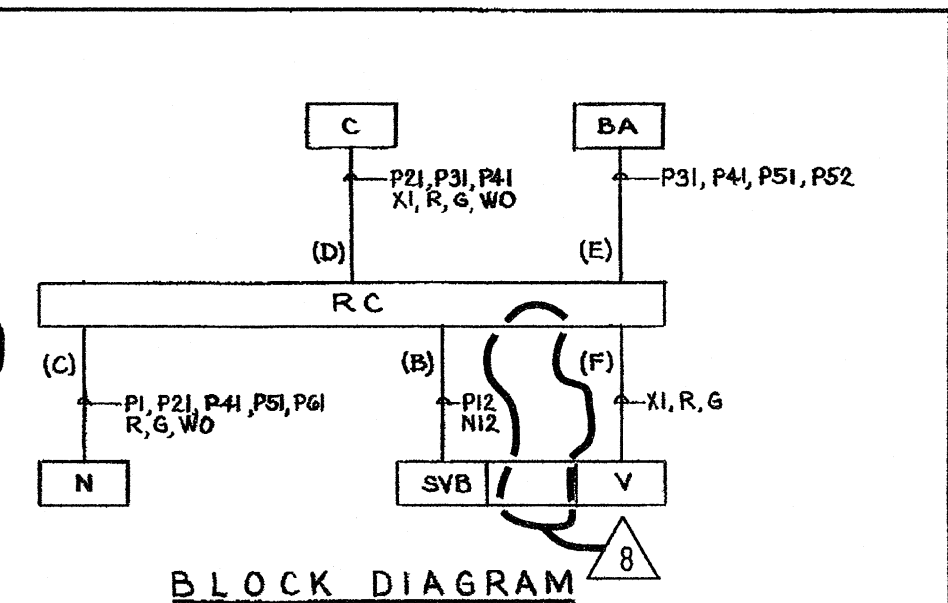 C
BA
P21, P31, P41
X1, R, G, WO
P31, P41, P51, P52
(D)
(E)
RC
(C)
(B)
(F)
P1, P21, P41, P51, P61
R, G, WO
P12
N12
X1, R, G
N
SVB
V
8
BLOCK DIAGRAM